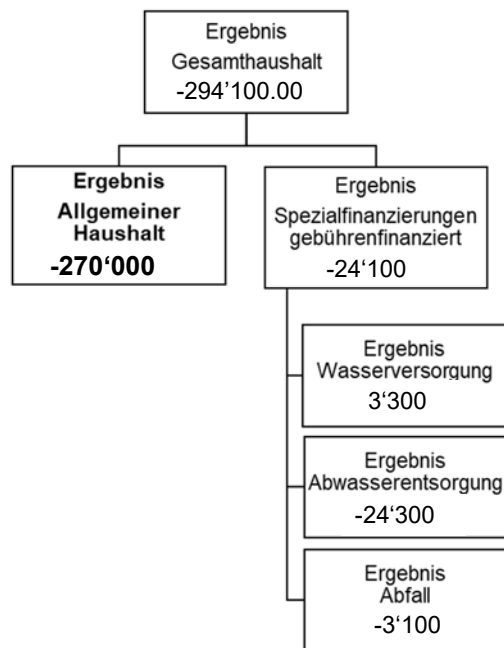 Ergebnis
Gesamthaushalt
-294'100.00
Ergebnis
Allgemeiner
Haushalt
-270‘000
Ergebnis
Spezialfinanzierungen
gebührenfinanziert
-24‘100
Ergebnis
Wasserversorgung
3‘300
Ergebnis
Abwasserentsorgung
-24‘300
Ergebnis
Abfall
-3‘100